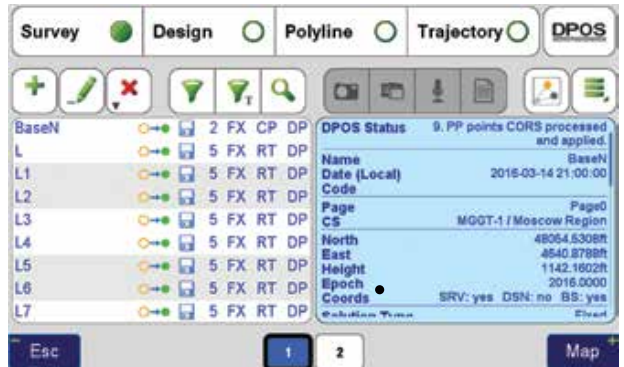 Survey Design Polyline Trajectory DPOS
BaseN 2 FX CP DP
L 5 FX RT DP
L1 5 FX RT DP
L2 5 FX RT DP
L3 5 FX RT DP
L4 5 FX RT DP
L5 5 FX RT DP
L6 5 FX RT DP
L7 5 FX RT DP
DPOS Status 9. PP points CORS processed
and applied.
Name BaseN
Date (Local) 2016-03-14 21:00:00
Code
Page Page0
CS MGGT-1 / Moscow Region
North 48054.5308ft
East 4640.8788ft
Height 1142.1602ft
Epoch 2016.0000
Coords SRV: yes DSN: no BS: yes
Solution Type Fixed
Esc 1 2 Map